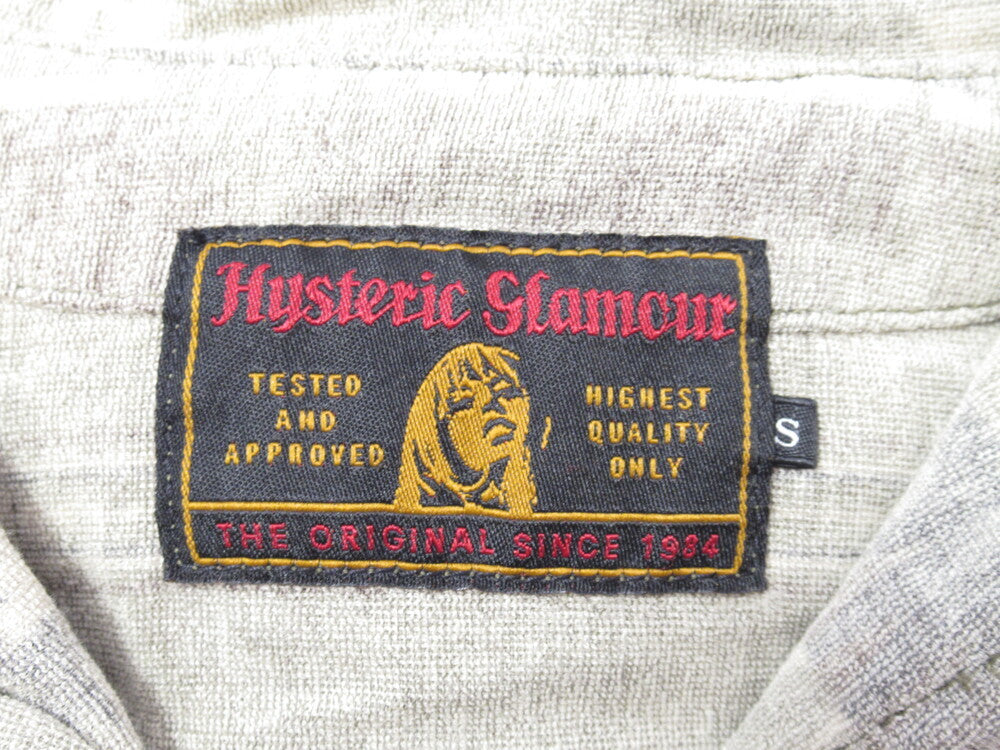 Hysteric Glamour
TESTED
AND
APPROVED
HIGHEST
QUALITY
ONLY
S
THE ORIGINAL SINCE 1984